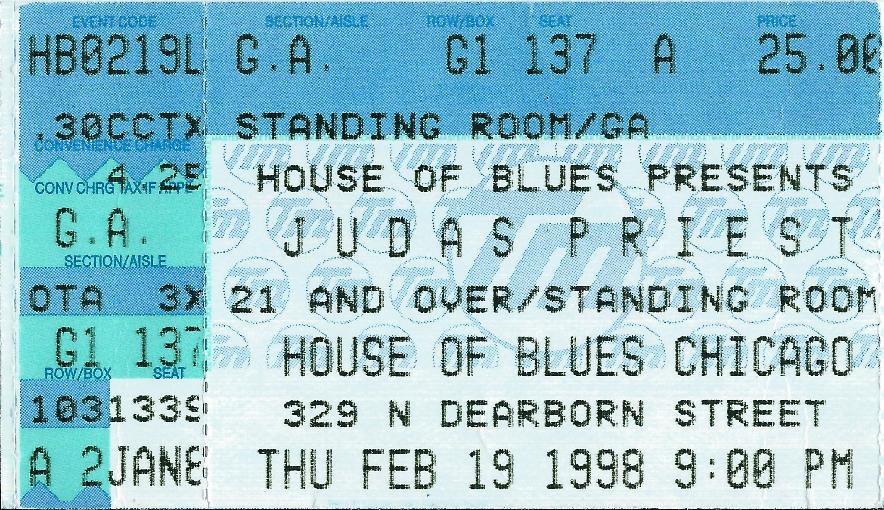 EVENT CODE SECTION/AISLE ROW/BOX SEAT PRICE
HB0219L G.A. G1 137 A 25.00
.30CCTX STANDING ROOM/GA
CONVENIENCE CHARGE
4.25 HOUSE OF BLUES PRESENTS
CONV CHRG TAX IF APPL
G.A. JUDAS PRIEST
SECTION/AISLE
OTA 3X 21 AND OVER/STANDING ROOM
G1 137 HOUSE OF BLUES CHICAGO
ROW/BOX SEAT
1031339 329 N DEARBORN STREET
A 2JAN8 THU FEB 19 1998 9:00 PM